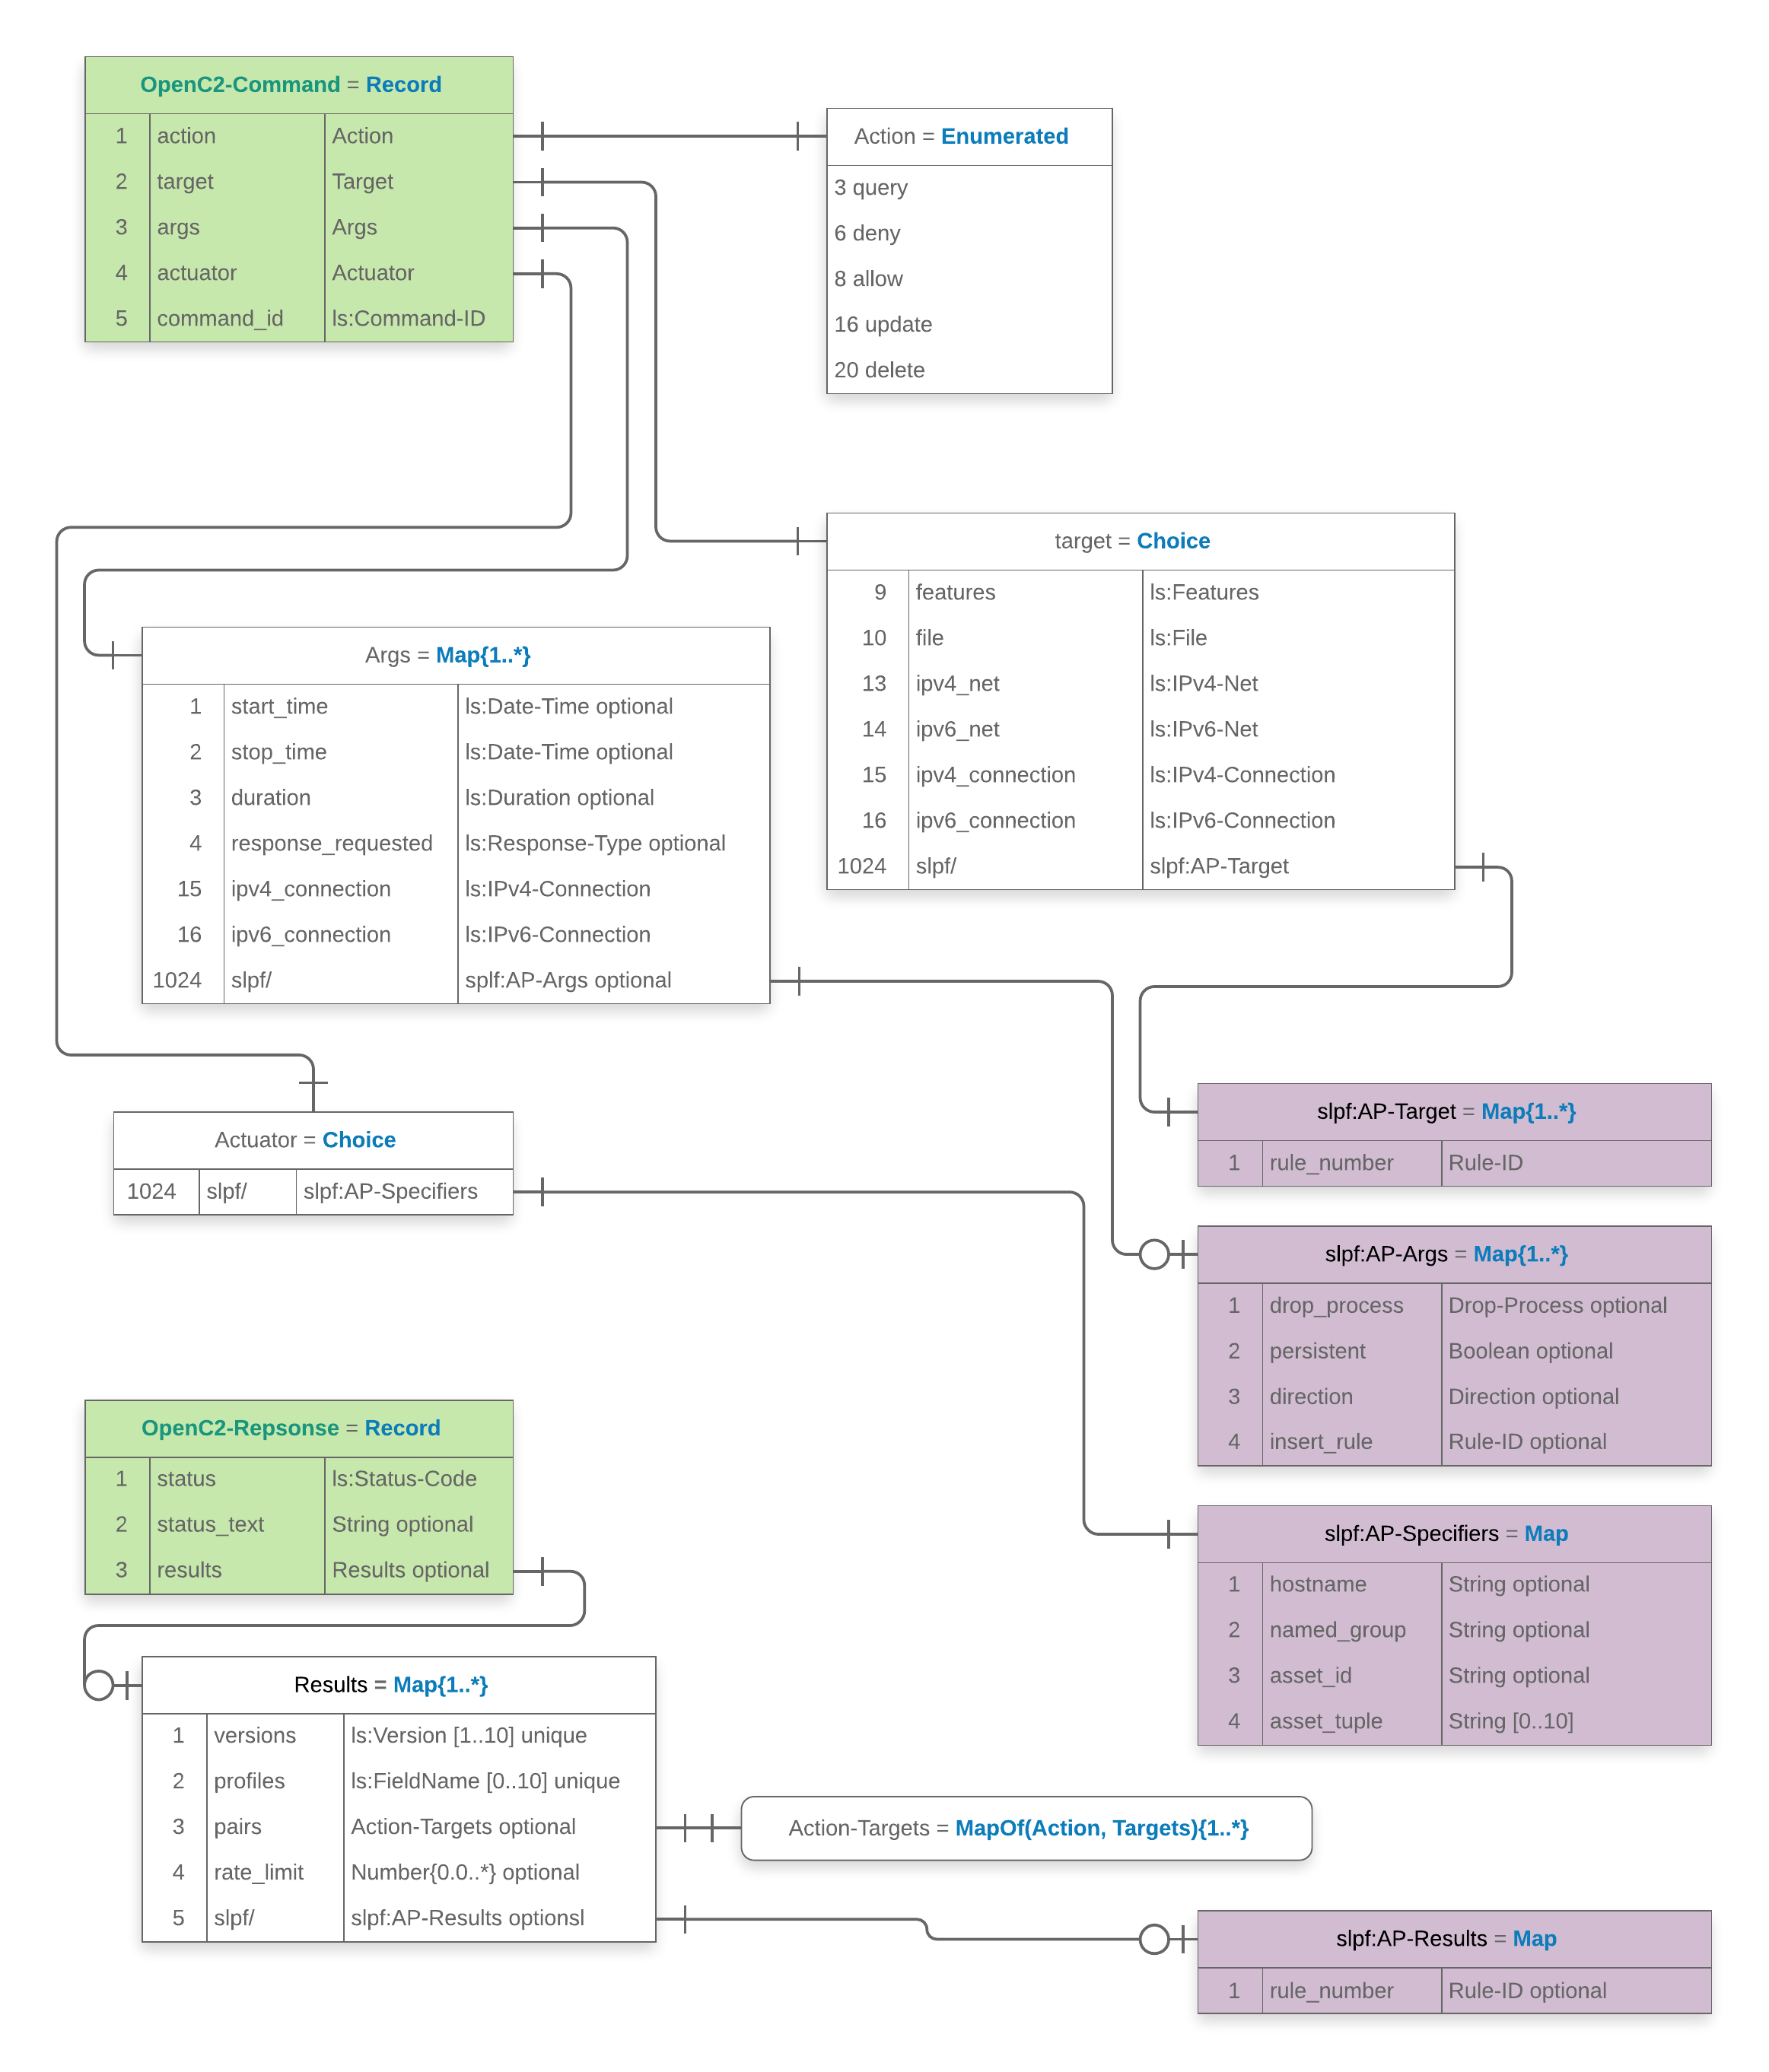 OpenC2-Command = Record
1 action Action
2 target Target
3 args Args
4 actuator Actuator
5 command_id ls:Command-ID
Action = Enumerated
3 query
6 deny
8 allow
16 update
20 delete
target = Choice
9 features ls:Features
10 file ls:File
13 ipv4_net ls:IPv4-Net
14 ipv6_net ls:IPv6-Net
15 ipv4_connection ls:IPv4-Connection
16 ipv6_connection ls:IPv6-Connection
1024 slpf/ slpf:AP-Target
Args = Map{1..*}
1 start_time ls:Date-Time optional
2 stop_time ls:Date-Time optional
3 duration ls:Duration optional
4 response_requested ls:Response-Type optional
15 ipv4_connection ls:IPv4-Connection
16 ipv6_connection ls:IPv6-Connection
1024 slpf/ splf:AP-Args optional
Actuator = Choice
1024 slpf/ slpf:AP-Specifiers
slpf:AP-Target = Map{1..*}
1 rule_number Rule-ID
slpf:AP-Args = Map{1..*}
1 drop_process Drop-Process optional
2 persistent Boolean optional
3 direction Direction optional
4 insert_rule Rule-ID optional
slpf:AP-Specifiers = Map
1 hostname String optional
2 named_group String optional
3 asset_id String optional
4 asset_tuple String [0..10]
OpenC2-Repsonse = Record
1 status ls:Status-Code
2 status_text String optional
3 results Results optional
Results = Map{1..*}
1 versions ls:Version [1..10] unique
2 profiles ls:FieldName [0..10] unique
3 pairs Action-Targets optional
4 rate_limit Number{0.0..*} optional
5 slpf/ slpf:AP-Results optionsl
Action-Targets = MapOf(Action, Targets){1..*}
slpf:AP-Results = Map
1 rule_number Rule-ID optional